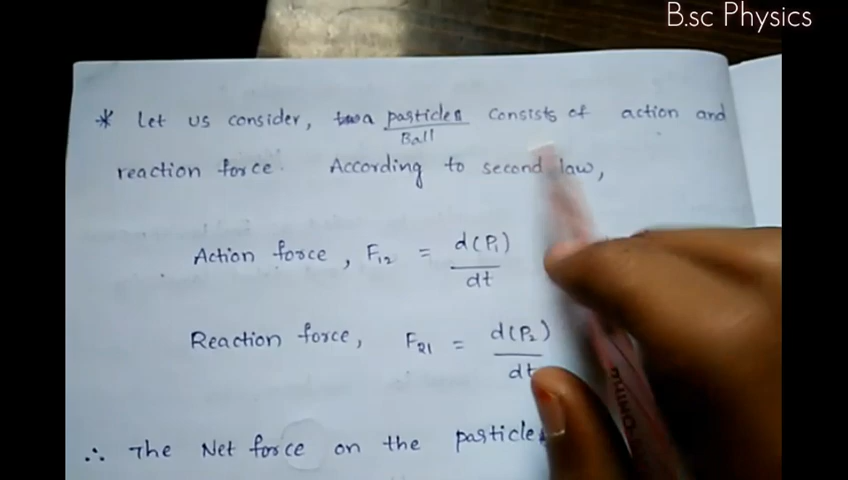 B.sc Physics
* Let us consider, a particles consists of action and
Ball
reaction force. According to second law,
Action force, F12 = d(P1)
dt
Reaction force, F21 = d(P2)
dt
∴ The Net force on the particle